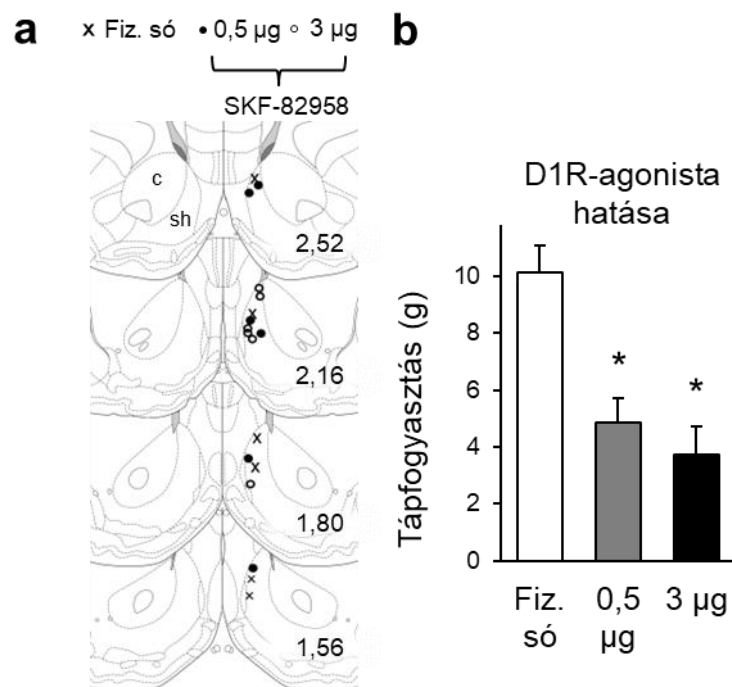 a
x Fiz. só • 0,5 µg ○ 3 µg
SKF-82958
c
sh
2,52
2,16
1,80
1,56
b
D1R-agonista
hatása
Tápfogyasztás (g)
10
8
6
4
2
0
*
*
Fiz.
só
0,5
µg
3 µg